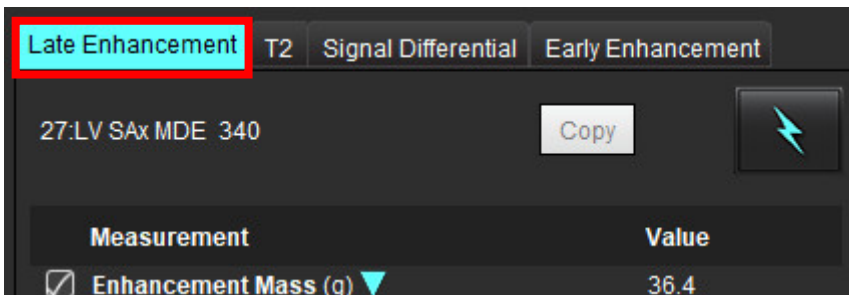 Late Enhancement T2 Signal Differential Early Enhancement
27:LV SAx MDE 340 Copy
Measurement Value
Enhancement Mass (g) 36.4